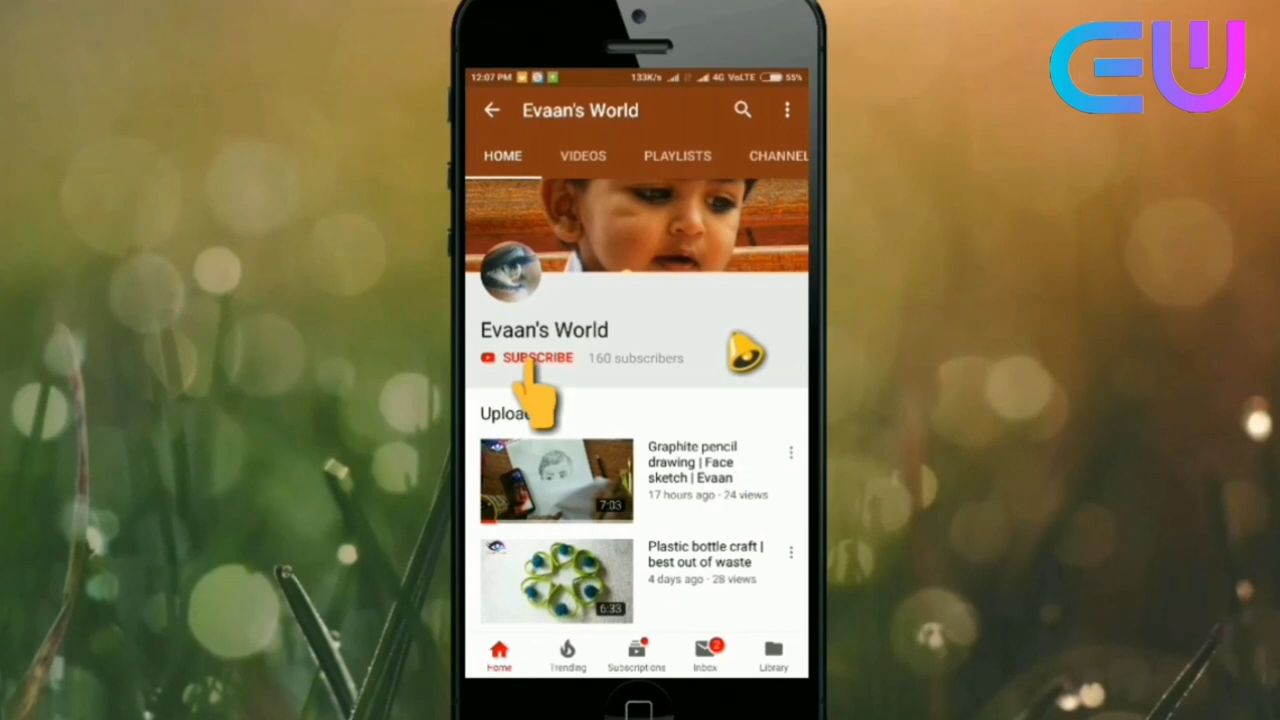 EW
12:07 PM 133K/s 4G VoLTE 55%
Evaan's World
HOME VIDEOS PLAYLISTS CHANNEL
Evaan's World
SUBSCRIBE 160 subscribers
Graphite pencil
drawing | Face
sketch | Evaan
17 hours ago · 24 views
7:03
Plastic bottle craft |
best out of waste
4 days ago · 28 views
6:33
2
Home Trending Subscriptions Inbox Library